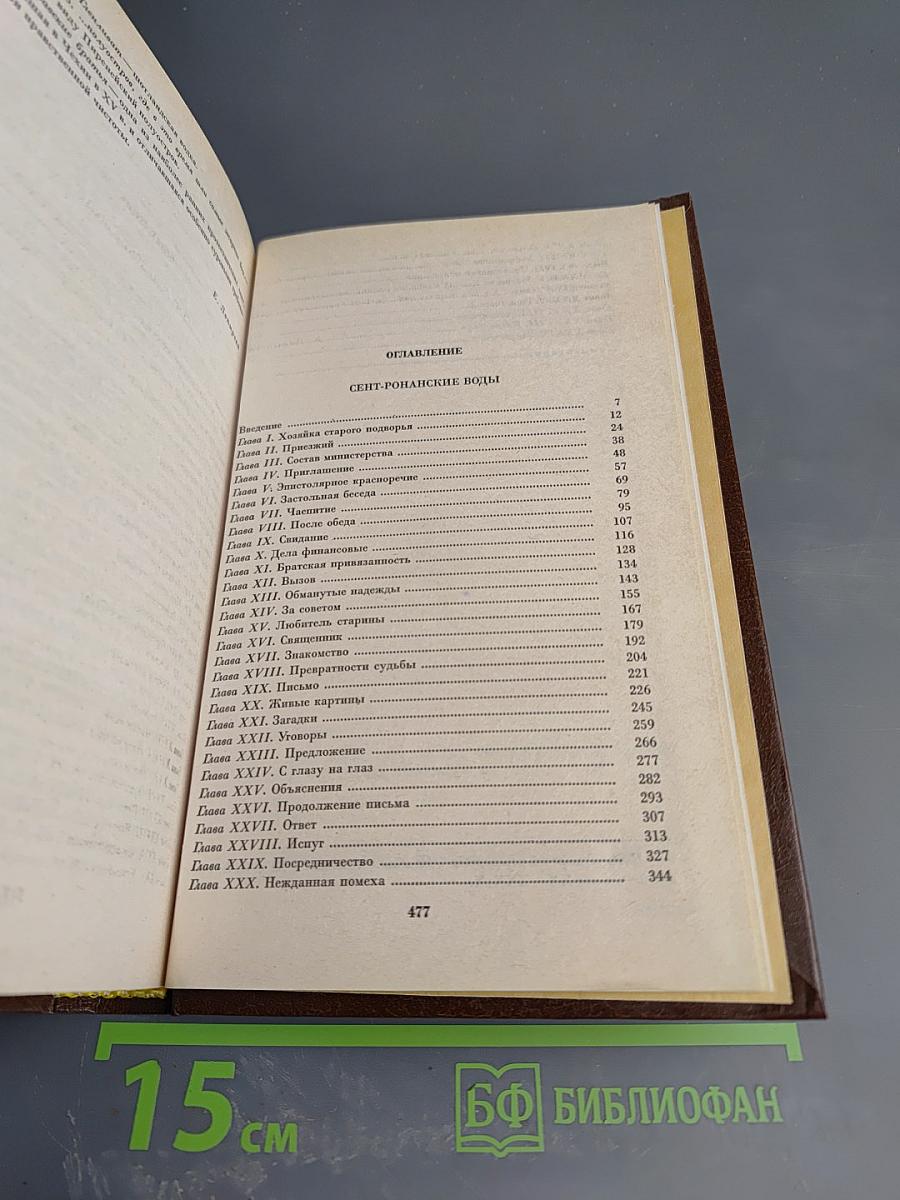 шотландская водка.
ОГЛАВЛЕНИЕ
СЕНТ-РОНАНСКИЕ ВОДЫ
Введение 7
Глава I. Хозяйка старого подворья 12
Глава II. Приезжий 24
Глава III. Состав министерства 38
Глава IV. Приглашение 48
Глава V. Эпистолярное красноречие 57
Глава VI. Застольная беседа 69
Глава VII. Чаепитие 79
Глава VIII. После обеда 95
Глава IX. Свидание 107
Глава X. Дела финансовые 116
Глава XI. Братская привязанность 128
Глава XII. Вызов 134
Глава XIII. Обманутые надежды 143
Глава XIV. За советом 155
Глава XV. Любитель старины 167
Глава XVI. Священник 179
Глава XVII. Знакомство 192
Глава XVIII. Превратности судьбы 204
Глава XIX. Письмо 221
Глава XX. Живые картины 226
Глава XXI. Загадки 245
Глава XXII. Уговоры 259
Глава XXIII. Предложение 266
Глава XXIV. С глазу на глаз 277
Глава XXV. Объяснения 282
Глава XXVI. Продолжение письма 293
Глава XXVII. Ответ 307
Глава XXVIII. Испуг 313
Глава XXIX. Посредничество 327
Глава XXX. Нежданная помеха 344
477
15 см
БФ БИБЛИОФАН